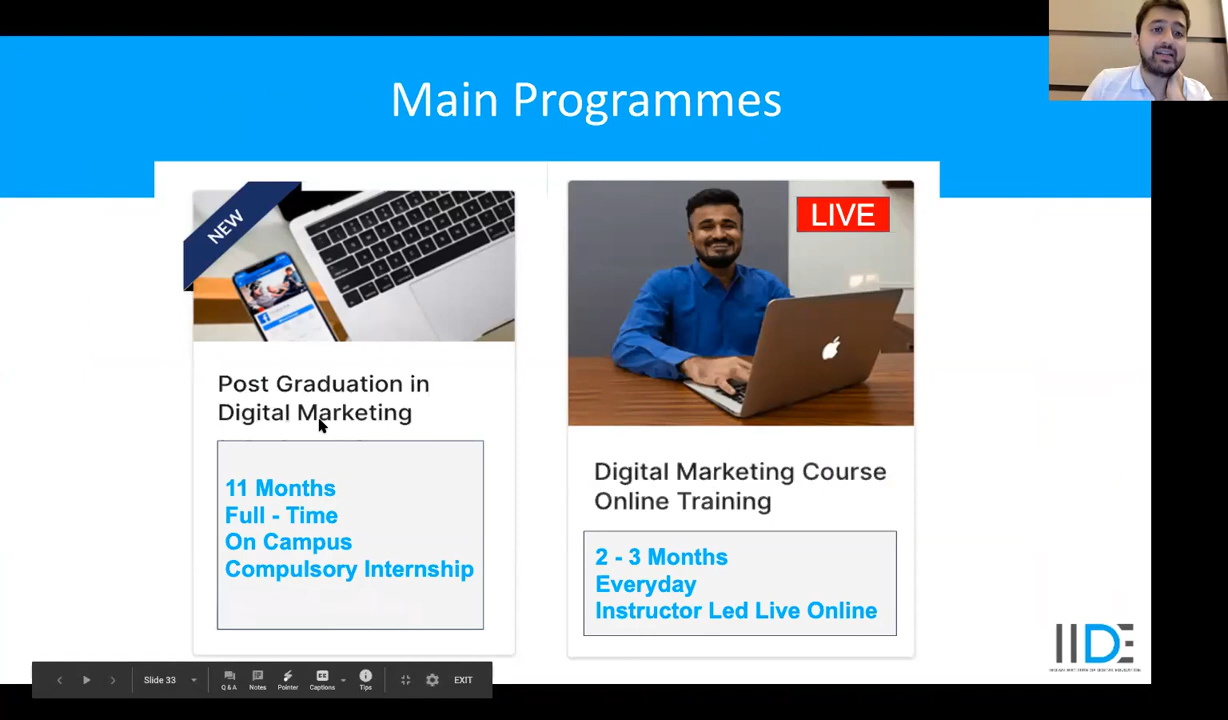 Main Programmes
NEW
Post Graduation in
Digital Marketing
11 Months
Full - Time
On Campus
Compulsory Internship
LIVE
Digital Marketing Course
Online Training
2 - 3 Months
Everyday
Instructor Led Live Online
IIDE
Slide 33
Q & A
Notes
Pointer
Captions
Tips
EXIT